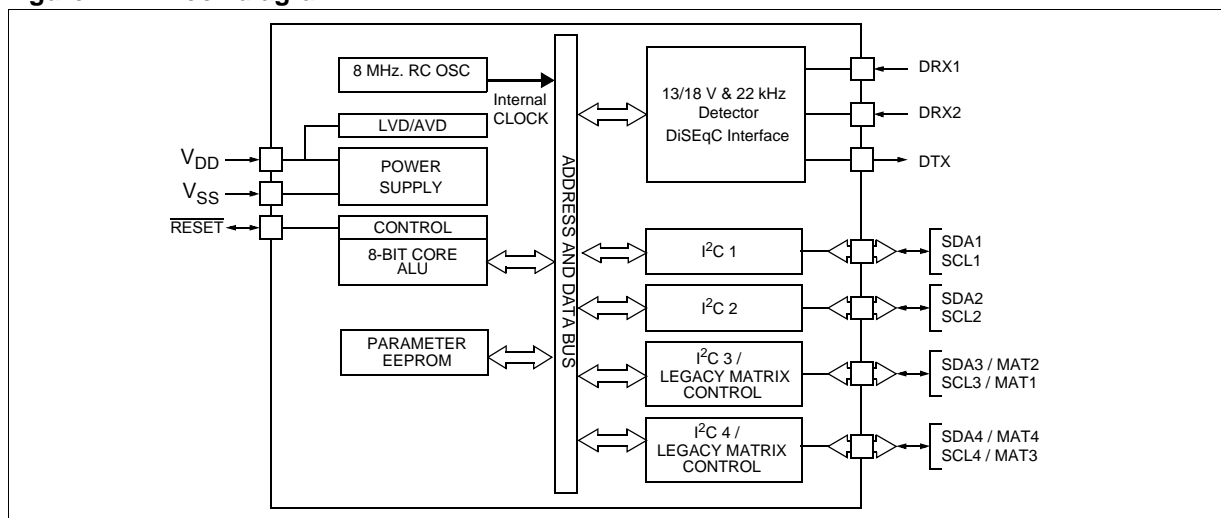 8 MHz. RC OSC
Internal
CLOCK
LVD/AVD
V_DD
POWER
SUPPLY
V_SS
RESET
CONTROL
8-BIT CORE
ALU
PARAMETER
EEPROM
ADDRESS AND DATA BUS
13/18 V & 22 kHz
Detector
DiSEqC Interface
DRX1
DRX2
DTX
I²C 1
SDA1
SCL1
I²C 2
SDA2
SCL2
I²C 3 /
LEGACY MATRIX
CONTROL
SDA3 / MAT2
SCL3 / MAT1
I²C 4 /
LEGACY MATRIX
CONTROL
SDA4 / MAT4
SCL4 / MAT3